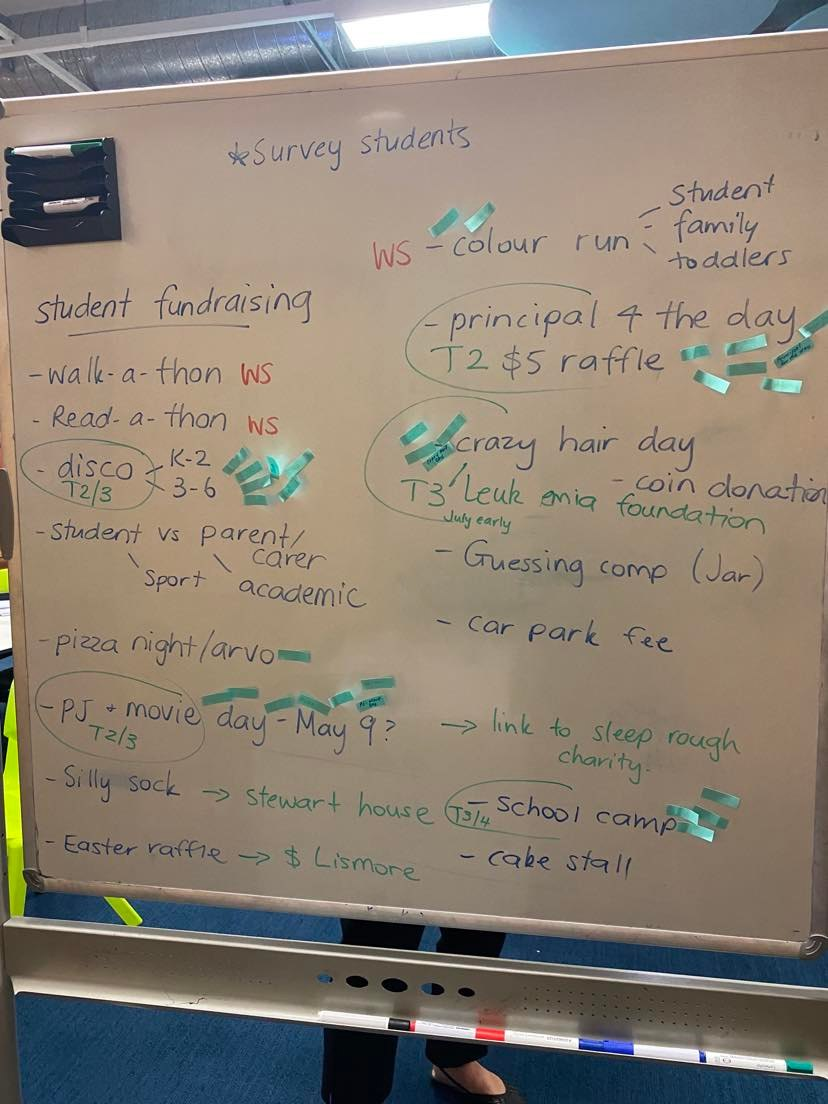 *Survey students
student fundraising
- Walk-a-thon WS
- Read-a-thon WS
- disco K-2
T2/3 3-6
- Student vs parent/
carer
sport academic
- pizza night/arvo
- PJ + movie day - May 9?
T2/3
→ link to sleep rough
charity.
- Silly sock → stewart house
- Easter raffle → $ Lismore
WS - colour run
student
family
toddlers
- principal 4 the day
T2 $5 raffle
crazy hair day
- coin donation
T3 Leukemia foundation
July early
- Guessing comp (Jar)
- car park fee
T3/4 - school camp
- cake stall